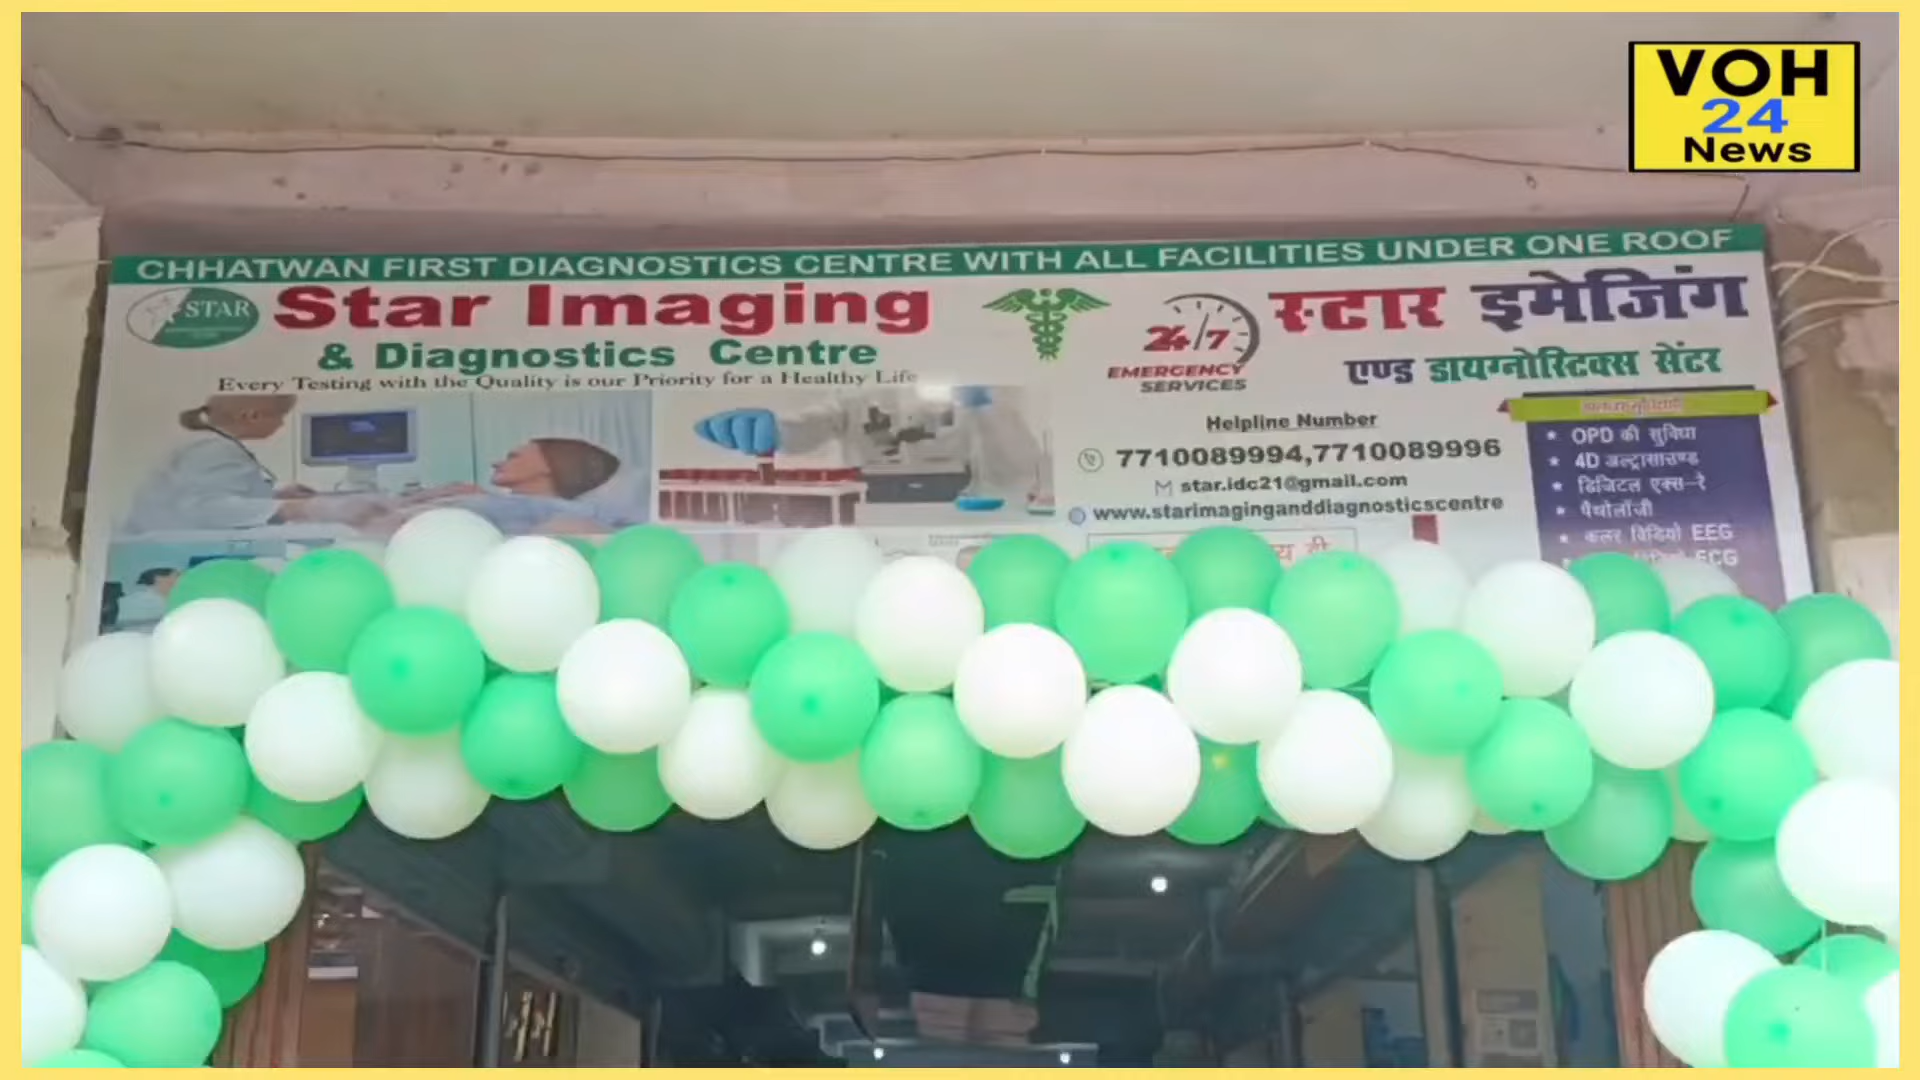 VOH
24
News
CHHATWAN FIRST DIAGNOSTICS CENTRE WITH ALL FACILITIES UNDER ONE ROOF
STAR
Star Imaging
& Diagnostics Centre
Every Testing with the Quality is our Priority for a Healthy Life
24/7
EMERGENCY
SERVICES
स्टार इमेजिंग
एण्ड डायग्नोस्टिक्स सेंटर
Helpline Number
7710089994,7710089996
star.idc21@gmail.com
www.starimaginganddiagnosticscentre
* OPD की सुविधा
* 4D अल्ट्रासाउण्ड
* डिजिटल एक्स-रे
* पैथोलॉजी
* कलर विडियो EEG
ECG